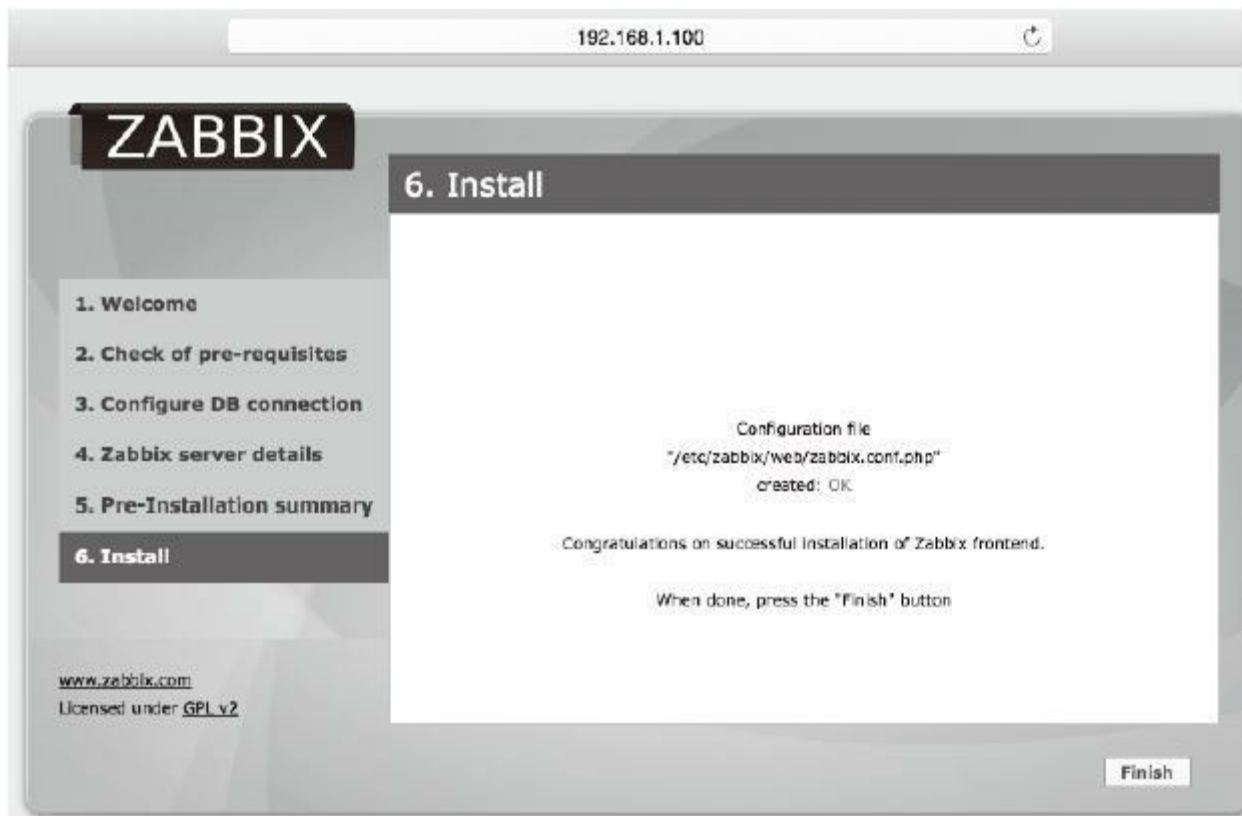 192.168.1.100
ZABBIX
6. Install
1. Welcome
2. Check of pre-requisites
3. Configure DB connection
4. Zabbix server details
5. Pre-Installation summary
6. Install
Configuration file
"/etc/zabbix/web/zabbix.conf.php"
created: OK
Congratulations on successful installation of Zabbix frontend.
When done, press the "Finish" button
www.zabbix.com
Licensed under GPL v2
Finish